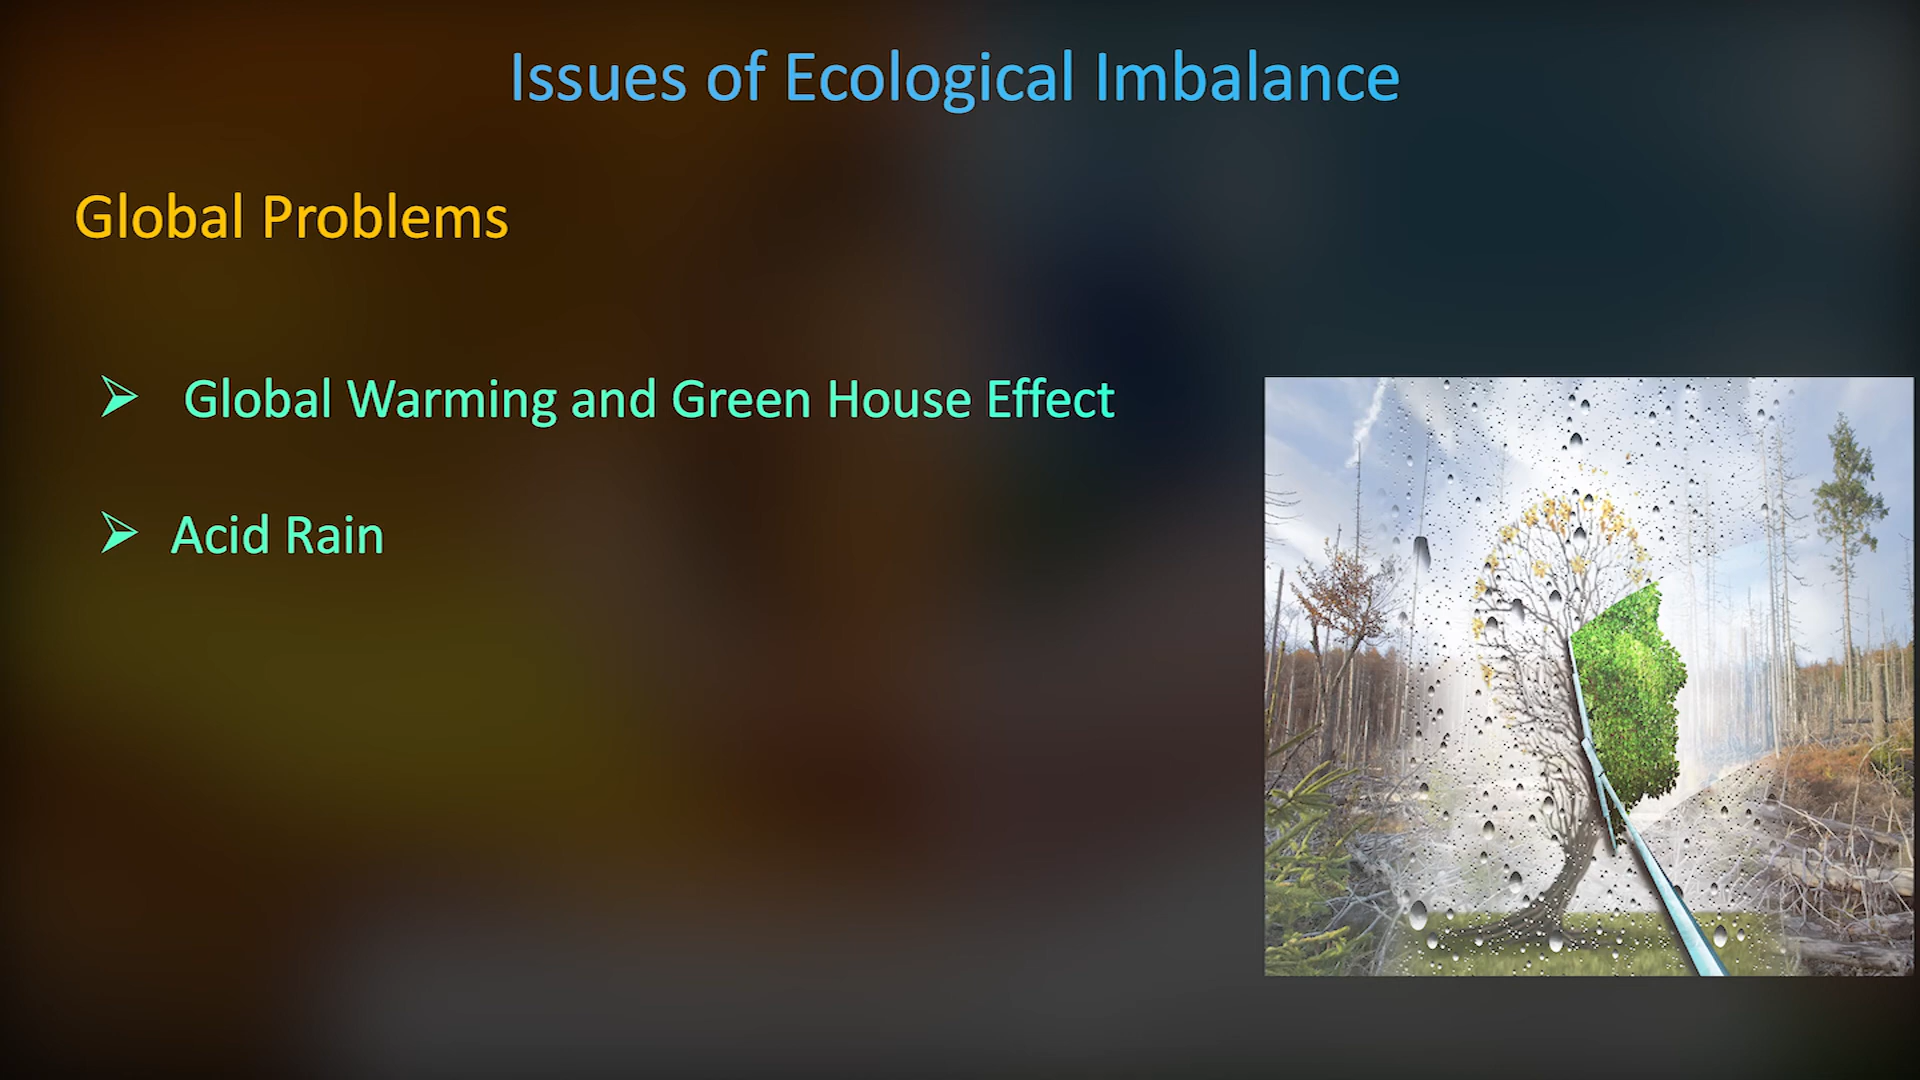 Issues of Ecological Imbalance
Global Problems
➢ Global Warming and Green House Effect
➢ Acid Rain